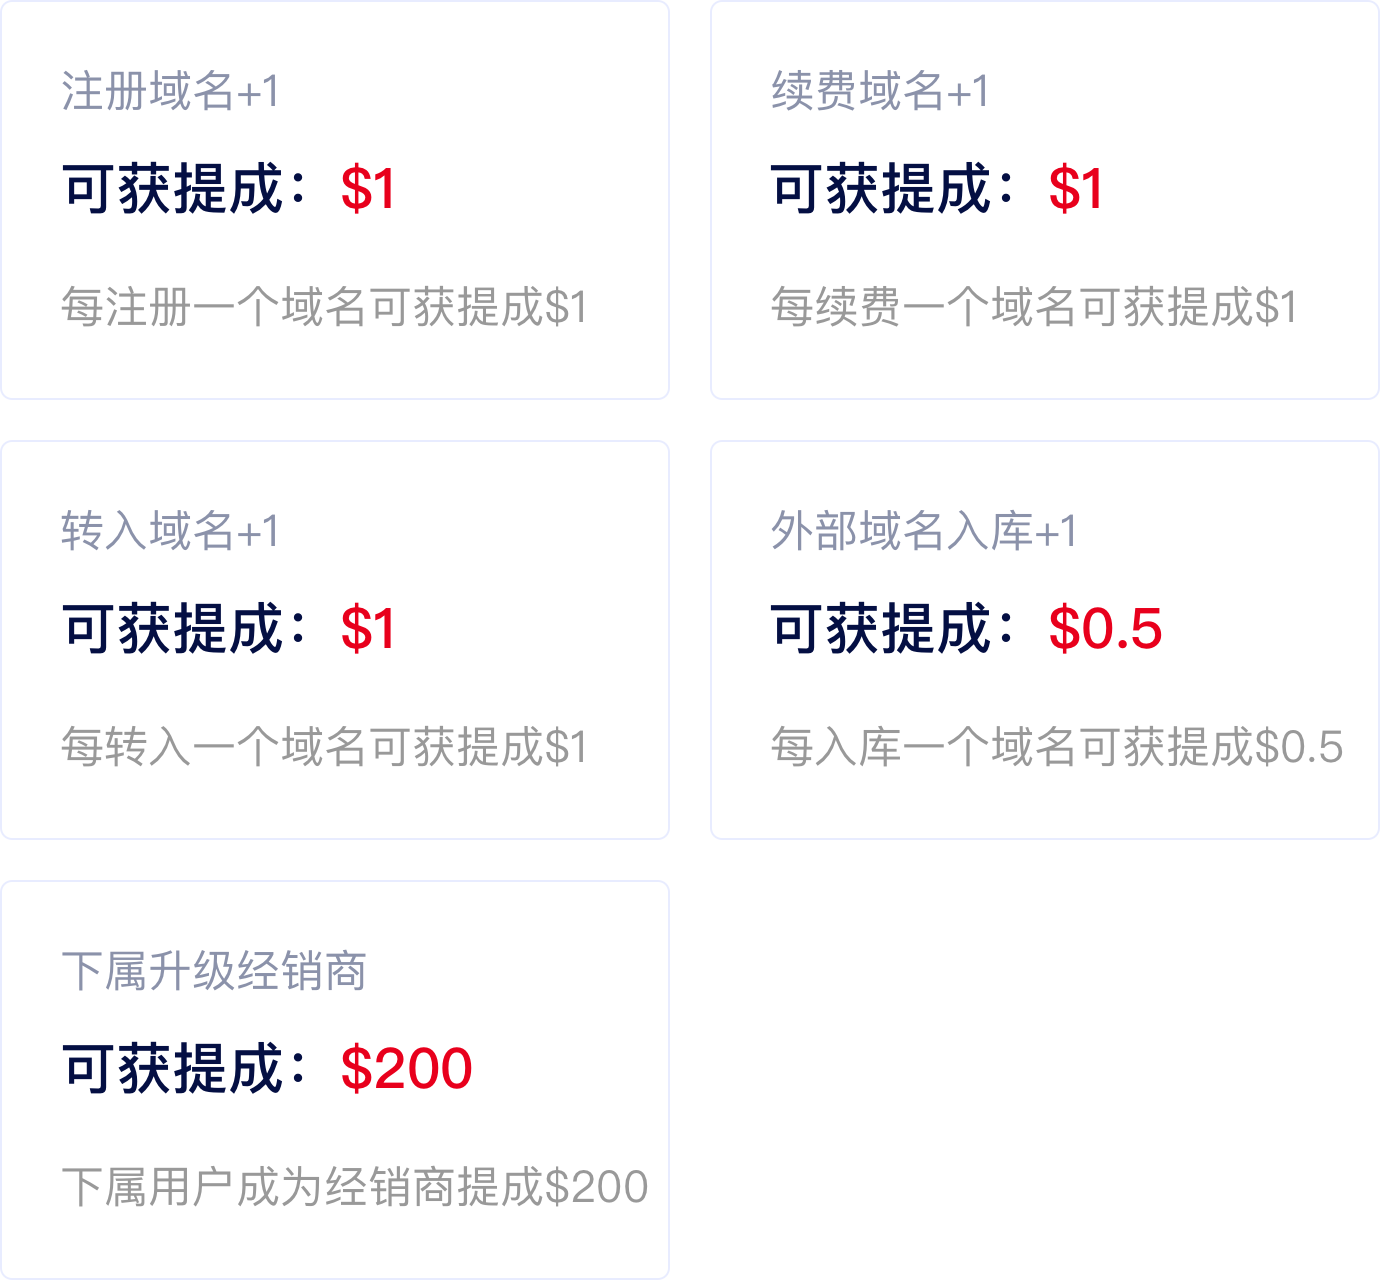 注册域名+1
可获提成：$1
每注册一个域名可获提成$1
续费域名+1
可获提成：$1
每续费一个域名可获提成$1
转入域名+1
可获提成：$1
每转入一个域名可获提成$1
外部域名入库+1
可获提成：$0.5
每入库一个域名可获提成$0.5
下属升级经销商
可获提成：$200
下属用户成为经销商提成$200